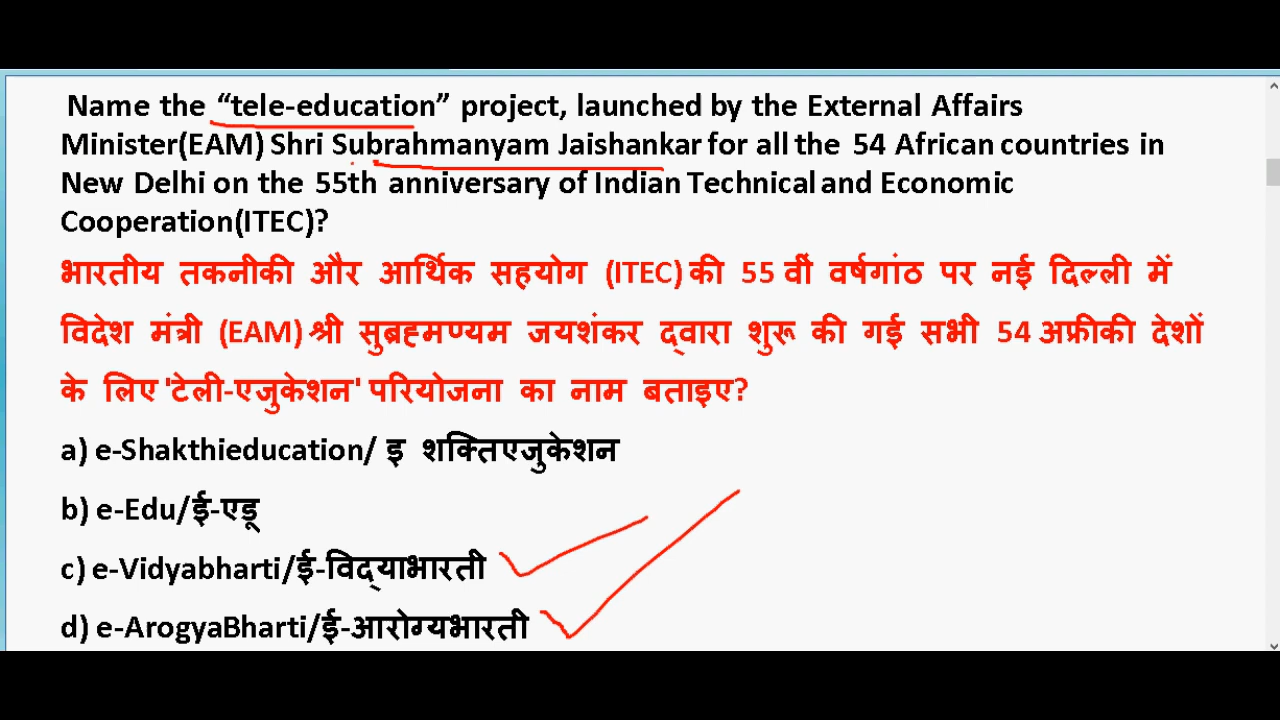 Name the “tele-education” project, launched by the External Affairs
Minister(EAM) Shri Subrahmanyam Jaishankar for all the 54 African countries in
New Delhi on the 55th anniversary of Indian Technical and Economic
Cooperation(ITEC)?
भारतीय तकनीकी और आर्थिक सहयोग (ITEC) की 55 वीं वर्षगांठ पर नई दिल्ली में
विदेश मंत्री (EAM) श्री सुब्रह्मण्यम जयशंकर द्वारा शुरू की गई सभी 54 अफ्रीकी देशों
के लिए 'टेली-एजुकेशन' परियोजना का नाम बताइए?
a) e-Shakthieducation/ इ शक्तिएजुकेशन
b) e-Edu/ई-एडू
c) e-Vidyabharti/ई-विद्याभारती
d) e-ArogyaBharti/ई-आरोग्यभारती